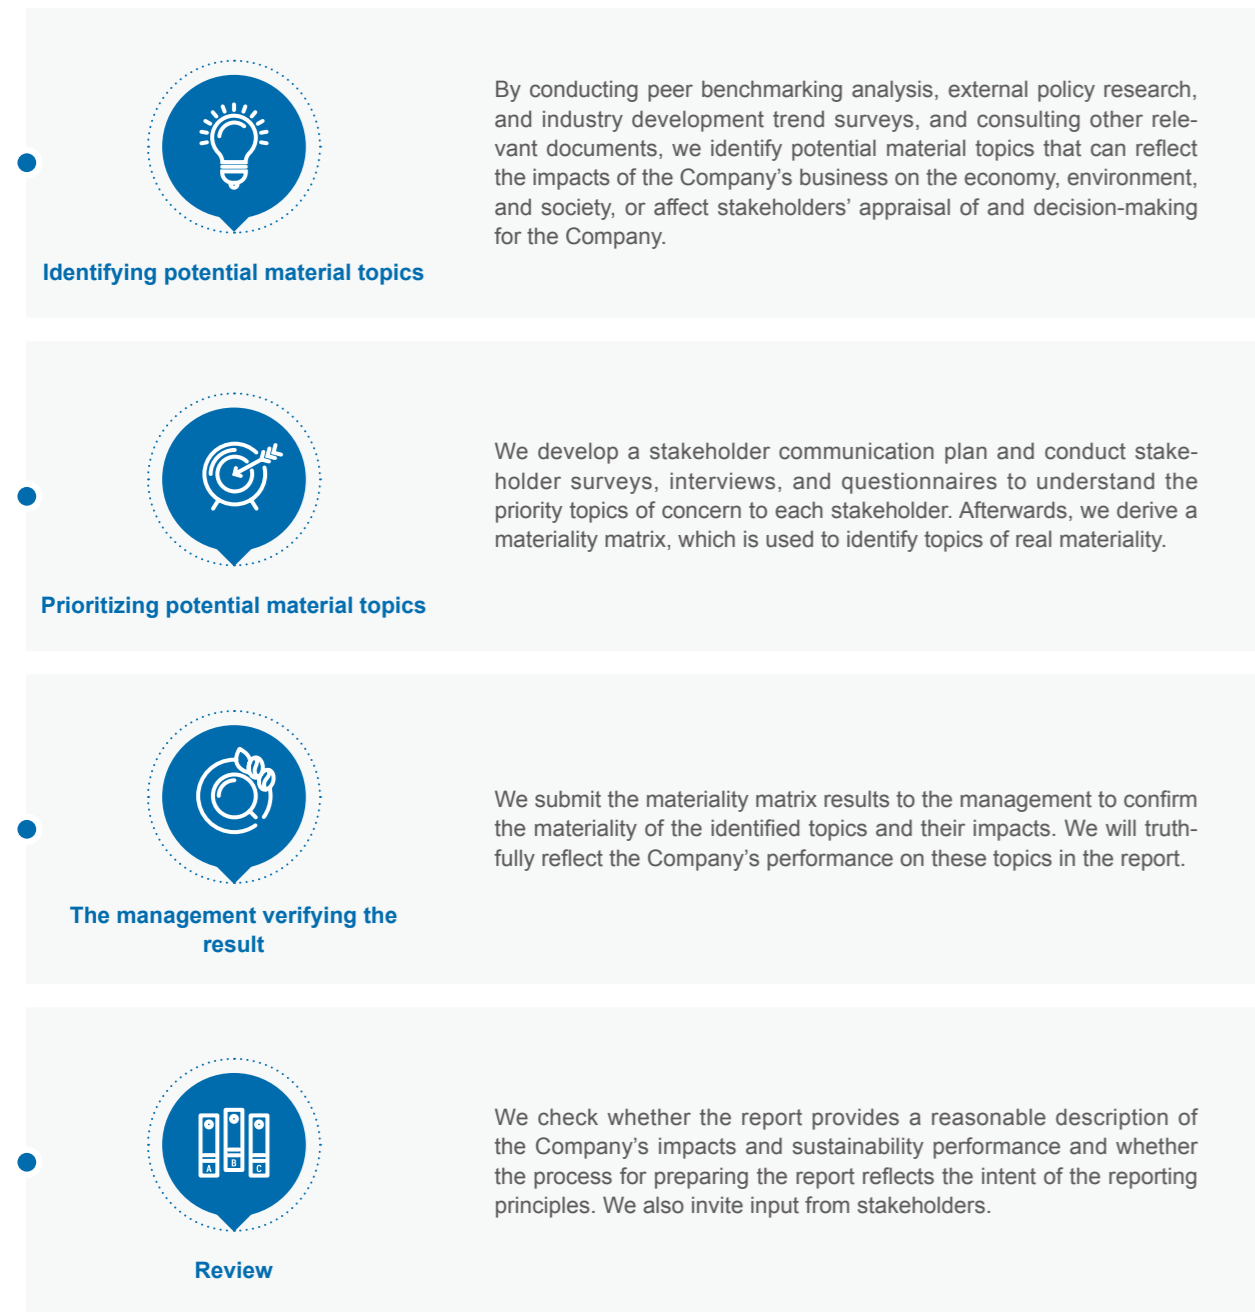 By conducting peer benchmarking analysis, external policy research,
and industry development trend surveys, and consulting other rele-
vant documents, we identify potential material topics that can reflect
the impacts of the Company’s business on the economy, environment,
and society, or affect stakeholders’ appraisal of and decision-making
for the Company.
Identifying potential material topics
We develop a stakeholder communication plan and conduct stake-
holder surveys, interviews, and questionnaires to understand the
priority topics of concern to each stakeholder. Afterwards, we derive a
materiality matrix, which is used to identify topics of real materiality.
Prioritizing potential material topics
We submit the materiality matrix results to the management to confirm
the materiality of the identified topics and their impacts. We will truth-
fully reflect the Company’s performance on these topics in the report.
The management verifying the
result
A B C
We check whether the report provides a reasonable description of
the Company’s impacts and sustainability performance and whether
the process for preparing the report reflects the intent of the reporting
principles. We also invite input from stakeholders.
Review